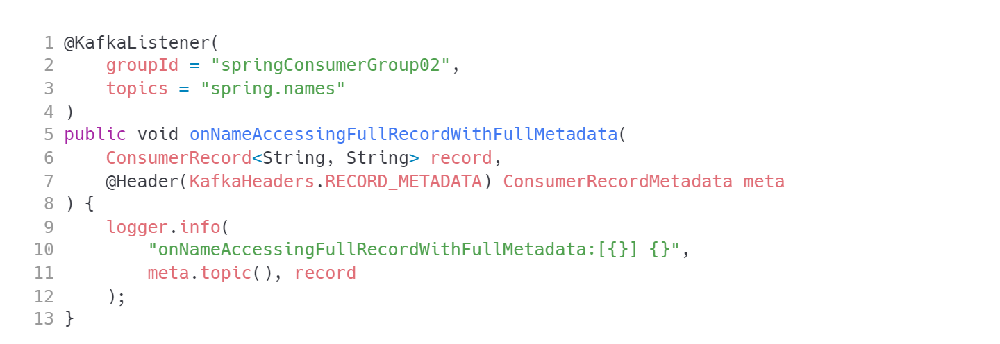 1 @KafkaListener(
2     groupId = "springConsumerGroup02",
3     topics = "spring.names"
4 )
5 public void onNameAccessingFullRecordWithFullMetadata(
6     ConsumerRecord<String, String> record,
7     @Header(KafkaHeaders.RECORD_METADATA) ConsumerRecordMetadata meta
8 ) {
9     logger.info(
10         "onNameAccessingFullRecordWithFullMetadata:[{}] {}",
11         meta.topic(), record
12     );
13 }